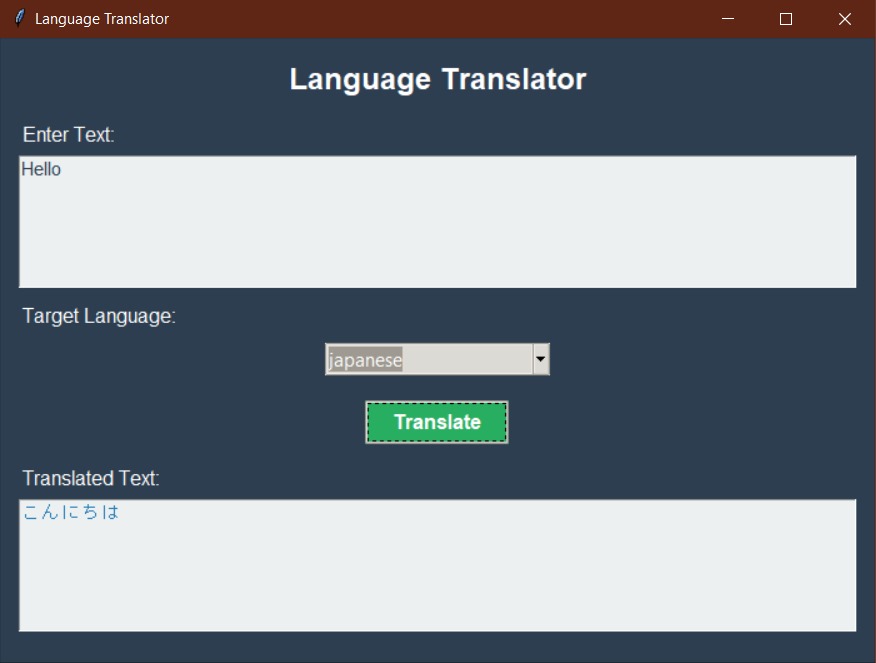 Language Translator
Language Translator
Enter Text:
Hello
Target Language:
japanese
Translate
Translated Text:
こんにちは